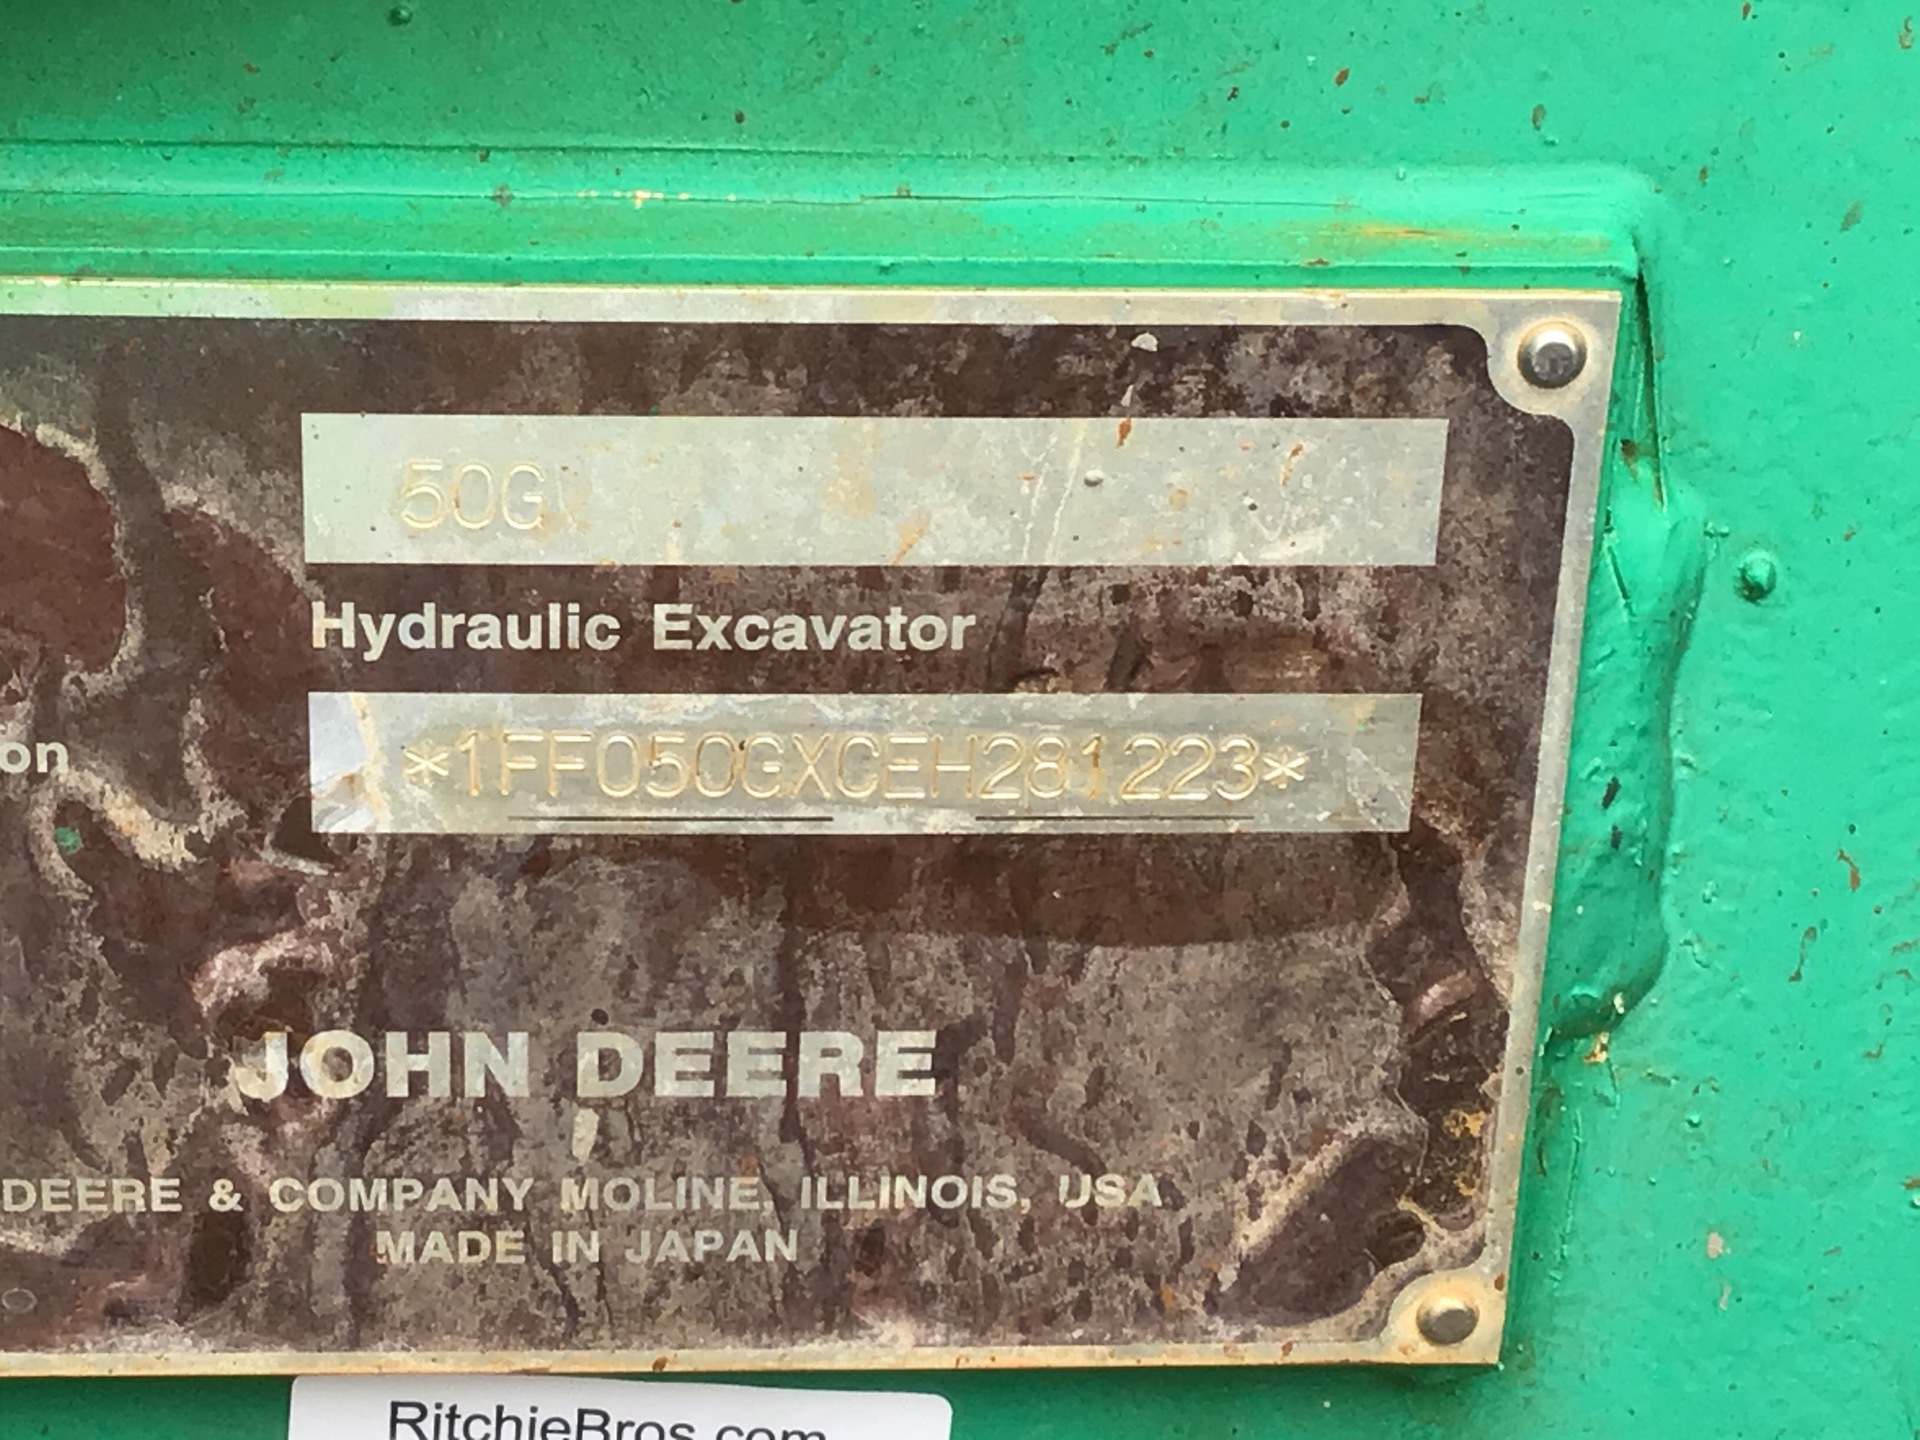 50G
Hydraulic Excavator
on
*1FF050GXCEH281223*
JOHN DEERE
DEERE & COMPANY MOLINE, ILLINOIS, USA
MADE IN JAPAN
RitchieBros.com